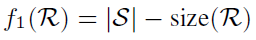 f₁(ℛ) = |𝒮| − size(ℛ)